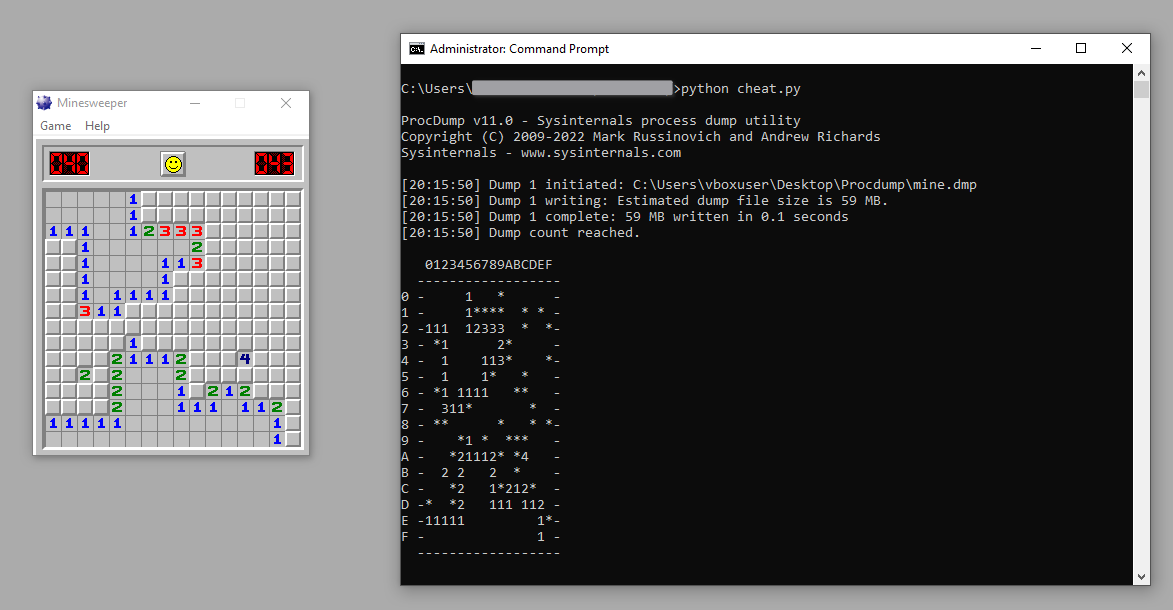 Minesweeper
Game Help
040 043
1
1
1 1 1 1 2 3 3 3
1 2
1 1 1 3
1 1
1 1 1 1 1
3 1 1
1
2 1 1 1 2 4
2 2 2
2 1 2 1 2
2 1 1 1 1 1 2
1 1 1 1 1 1
1
Administrator: Command Prompt
C:\Users\ >python cheat.py
ProcDump v11.0 - Sysinternals process dump utility
Copyright (C) 2009-2022 Mark Russinovich and Andrew Richards
Sysinternals - www.sysinternals.com
[20:15:50] Dump 1 initiated: C:\Users\vboxuser\Desktop\Procdump\mine.dmp
[20:15:50] Dump 1 writing: Estimated dump file size is 59 MB.
[20:15:50] Dump 1 complete: 59 MB written in 0.1 seconds
[20:15:50] Dump count reached.
   0123456789ABCDEF
  ------------------
0 -     1   *      -
1 -     1****  * * -
2 -111  12333  *  *-
3 - *1      2*     -
4 -  1    113*    *-
5 -  1    1*   *   -
6 - *1 1111   **   -
7 -  311*       *  -
8 - **      *   * *-
9 -    *1 *  ***   -
A -   *21112* *4   -
B -  2 2   2  *    -
C -   *2   1*212*  -
D -*  *2   111 112 -
E -11111         1*-
F -              1 -
  ------------------